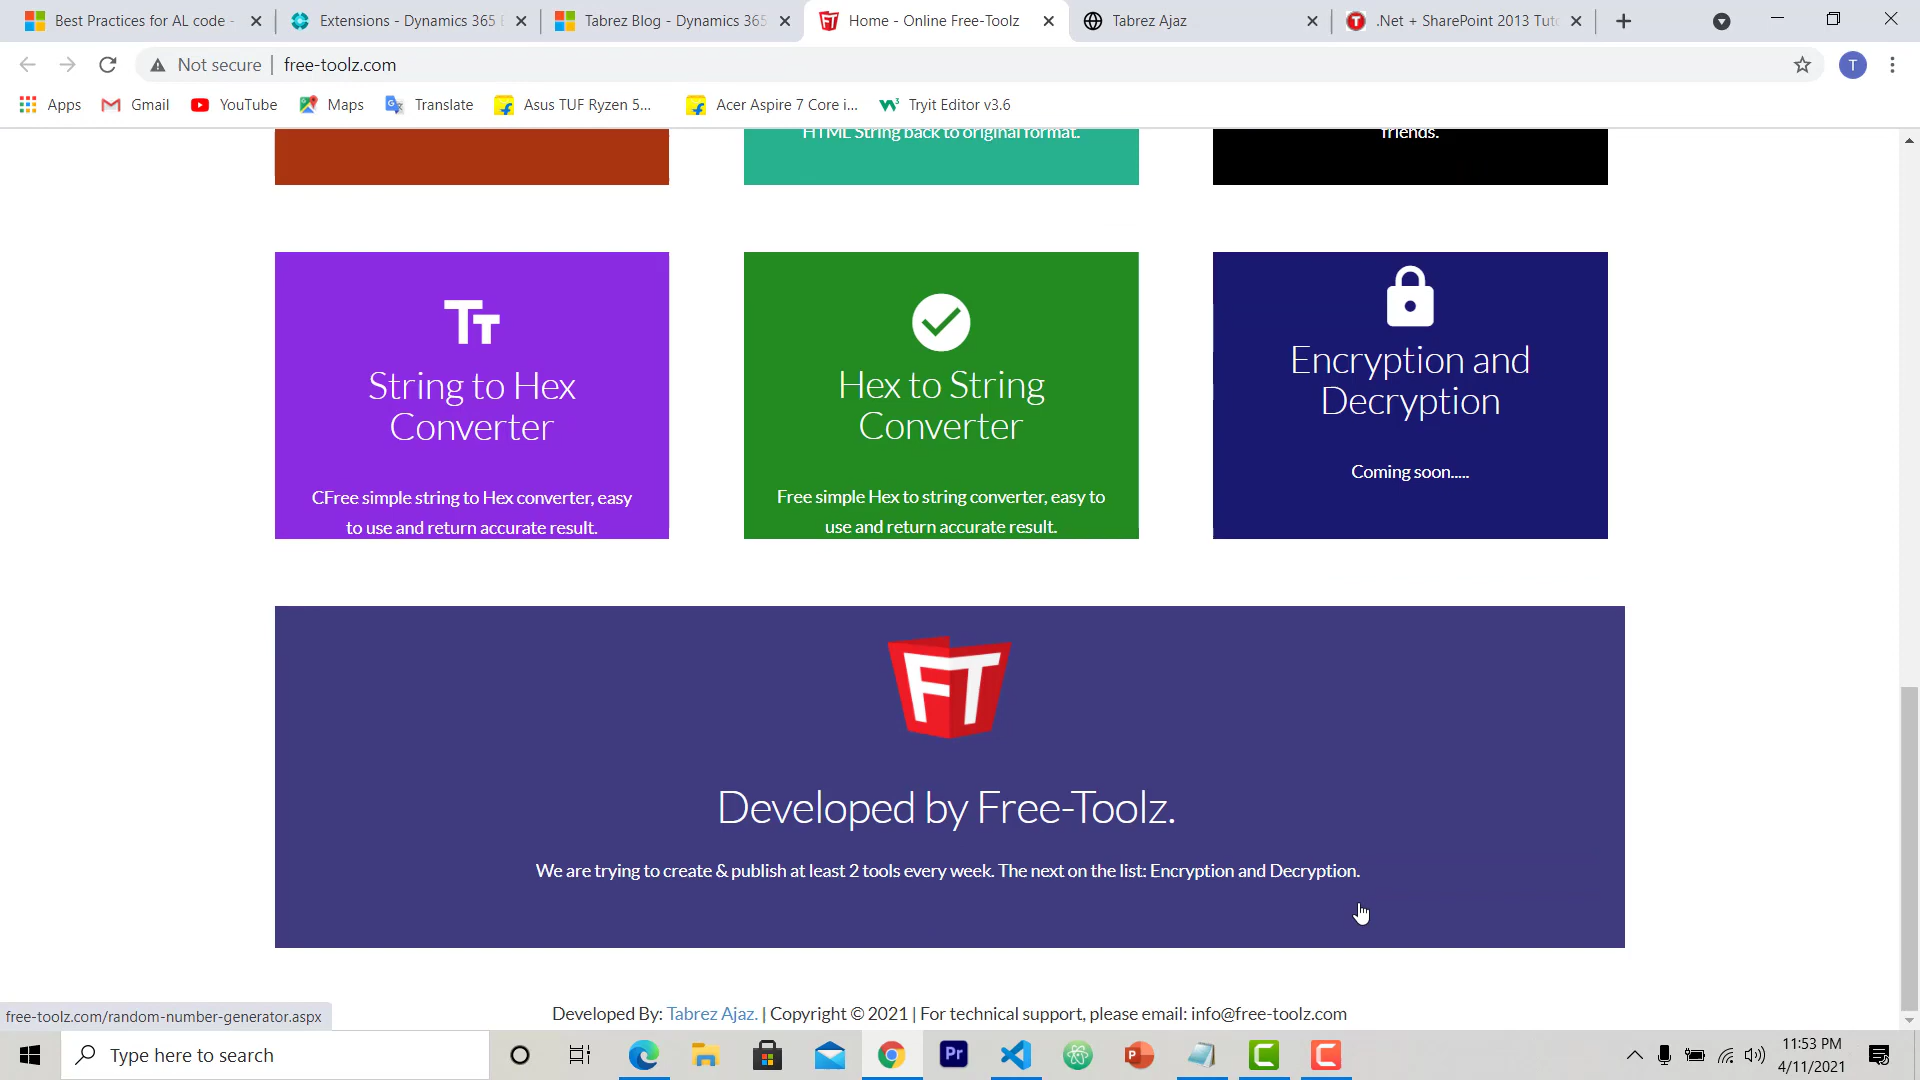 Best Practices for AL code -
Extensions - Dynamics 365 B
Tabrez Blog - Dynamics 365
Home - Online Free-Toolz
Tabrez Ajaz
.Net + SharePoint 2013 Tuto
Not secure
free-toolz.com
T
Apps
Gmail
YouTube
Maps
Translate
Asus TUF Ryzen 5...
Acer Aspire 7 Core i...
Tryit Editor v3.6
HTML String back to original format.
friends.
String to Hex
Converter
CFree simple string to Hex converter, easy
to use and return accurate result.
Hex to String
Converter
Free simple Hex to string converter, easy to
use and return accurate result.
Encryption and
Decryption
Coming soon.....
FT
Developed by Free-Toolz.
We are trying to create & publish at least 2 tools every week. The next on the list: Encryption and Decryption.
Developed By: Tabrez Ajaz. | Copyright © 2021 | For technical support, please email: info@free-toolz.com
free-toolz.com/random-number-generator.aspx
Type here to search
Pr
11:53 PM
4/11/2021